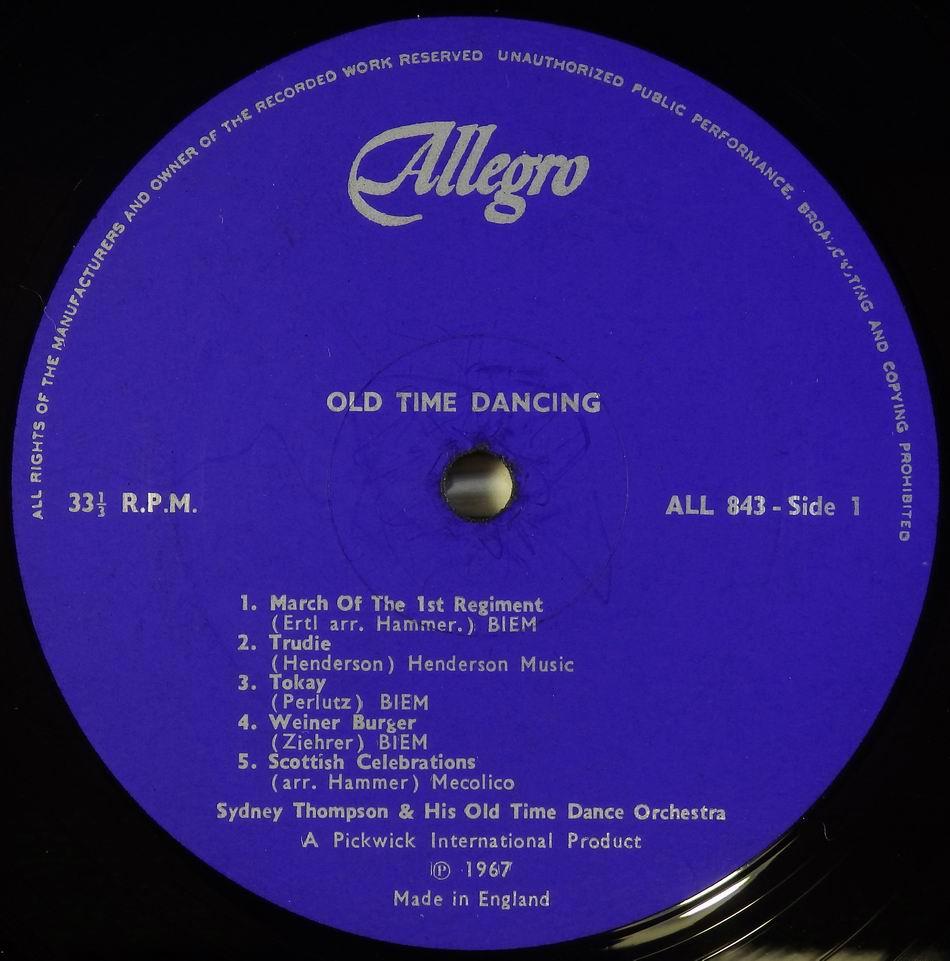 ALL RIGHTS OF THE MANUFACTURERS AND OWNER OF THE RECORDED WORK RESERVED UNAUTHORIZED PUBLIC PERFORMANCE, BROADCASTING AND COPYING PROHIBITED
Allegro
OLD TIME DANCING
33⅓ R.P.M.
ALL 843 - Side 1
1. March Of The 1st Regiment
(Ertl arr. Hammer.) BIEM
2. Trudie
(Henderson) Henderson Music
3. Tokay
(Perlutz) BIEM
4. Weiner Burger
(Ziehrer) BIEM
5. Scottish Celebrations
(arr. Hammer) Mecolico
Sydney Thompson & His Old Time Dance Orchestra
A Pickwick International Product
℗ 1967
Made in England